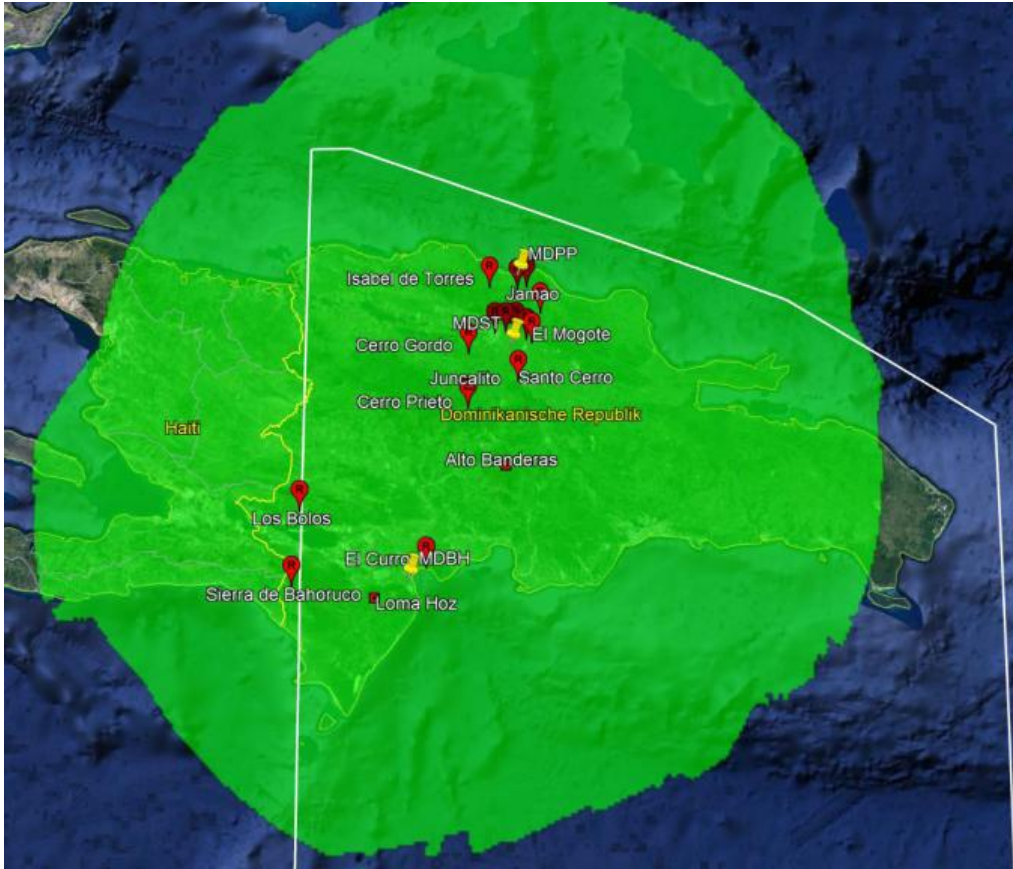 MDPP
Isabel de Torres
Jamao
MDST
El Mogote
Cerro Gordo
Juncalito
Santo Cerro
Cerro Prieto
Dominikanische Republik
Haiti
Alto Banderas
Los Bolos
El Curro MDBH
Sierra de Bahoruco
Loma Hoz